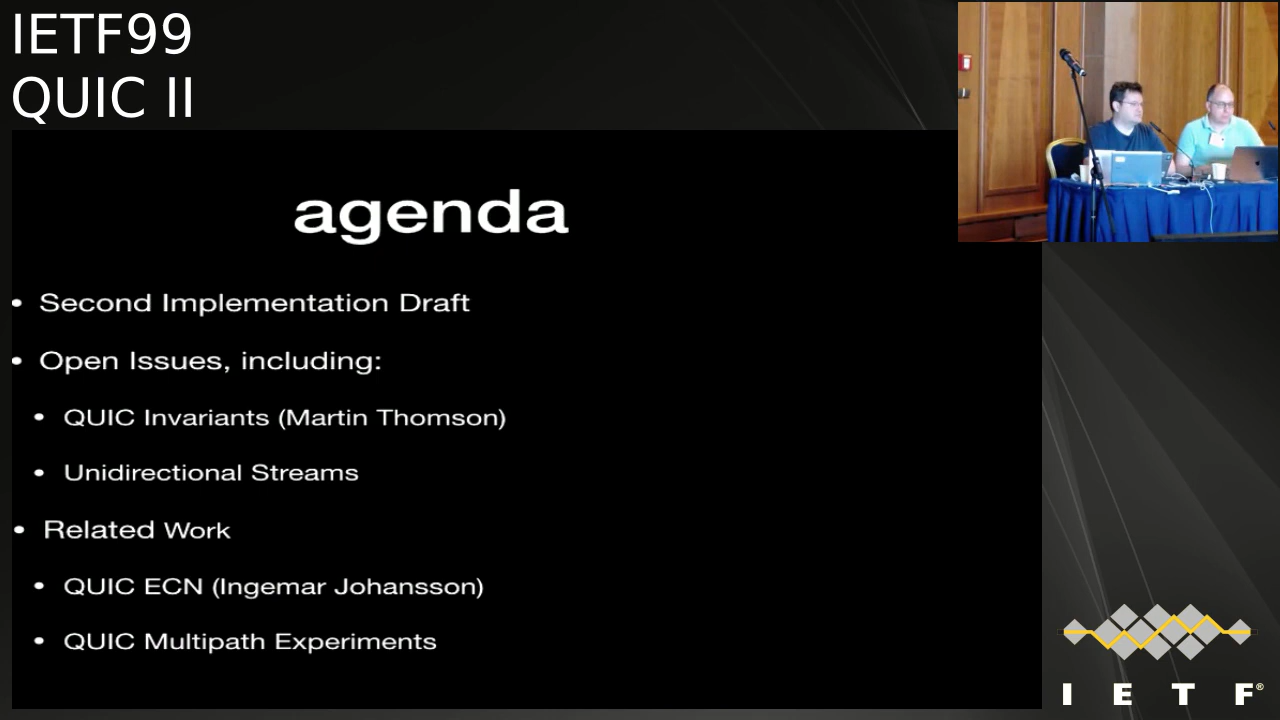 IETF99
QUIC II
agenda
• Second Implementation Draft
• Open Issues, including:
• QUIC Invariants (Martin Thomson)
• Unidirectional Streams
• Related Work
• QUIC ECN (Ingemar Johansson)
• QUIC Multipath Experiments
I E T F®